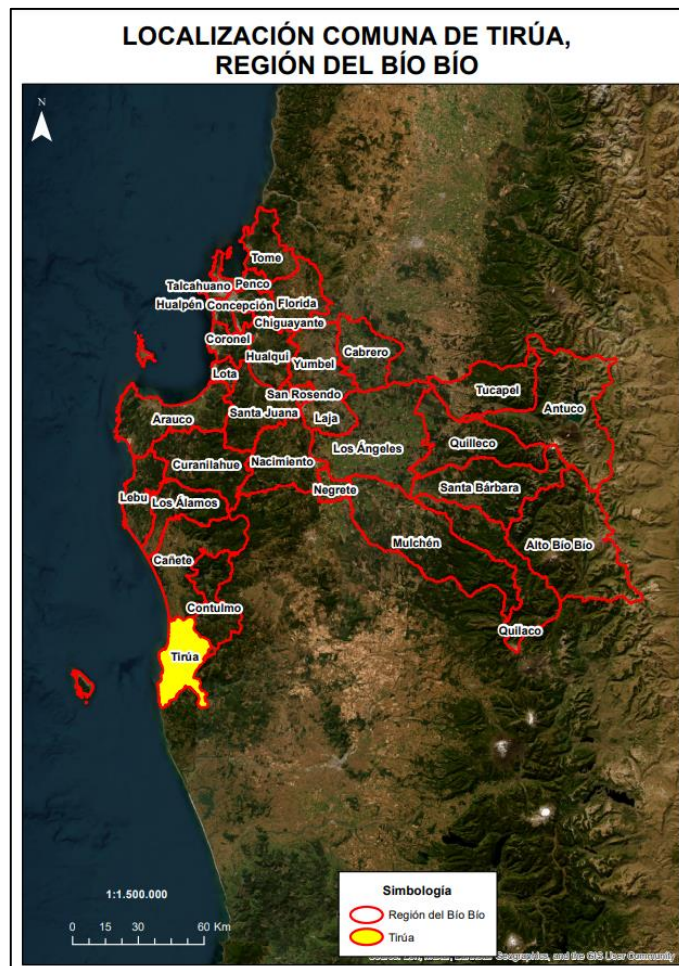 LOCALIZACIÓN COMUNA DE TIRÚA,
REGIÓN DEL BÍO BÍO
N
Tome
Talcahuano
Penco
Hualpén
Concepción
Florida
Chiguayante
Coronel
Hualqui
Yumbel
Cabrero
Lota
San Rosendo
Tucapel
Santa Juana
Laja
Antuco
Arauco
Los Ángeles
Quilleco
Curanilahue
Nacimiento
Negrete
Santa Bárbara
Lebu
Los Álamos
Mulchén
Alto Bío Bío
Cañete
Contulmo
Quilaco
Tirúa
1:1.500.000
0 15 30 60 Km
Simbología
Región del Bío Bío
Tirúa
Geographics, and the GIS User Community